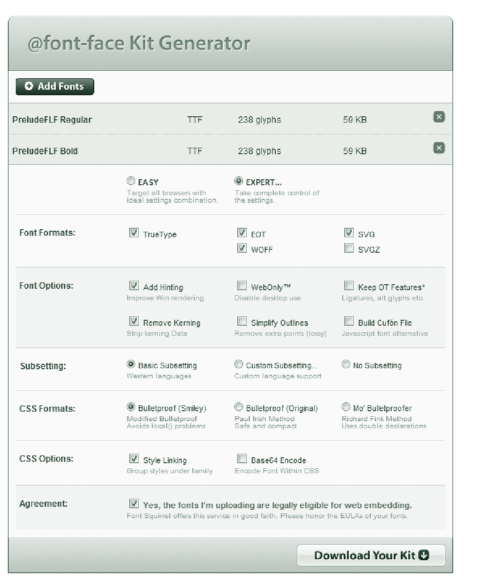 @font-face Kit Generator
Add Fonts
PreludeFLF Regular TTF 238 glyphs 59 KB
PreludeFLF Bold TTF 238 glyphs 59 KB
EASY EXPERT...
Target all browsers with Take complete control of
ideal settings combination. the settings.
Font Formats: TrueType EOT SVG
WOFF SVGZ
Font Options: Add Hinting WebOnly™ Keep OT Features*
Improve Win rendering Disable desktop use Ligatures, all glyphs etc.
Remove Kerning Simplify Outlines Build Cufón File
Strip kerning Data Remove extra points (lossy) Javascript font alternative
Subsetting: Basic Subsetting Custom Subsetting... No Subsetting
Western languages Custom language support
CSS Formats: Bulletproof (Smiley) Bulletproof (Original) Mo' Bulletproofer
Modified Bulletproof Paul Irish Method Richard Fink Method
Avoids local() problems Safe and compact Uses double declarations
CSS Options: Style Linking Base64 Encode
Group styles under family Encode Font Within CSS
Agreement: Yes, the fonts I'm uploading are legally eligible for web embedding.
Font Squirrel offers this service in good faith. Please honor the EULAs of your fonts.
Download Your Kit